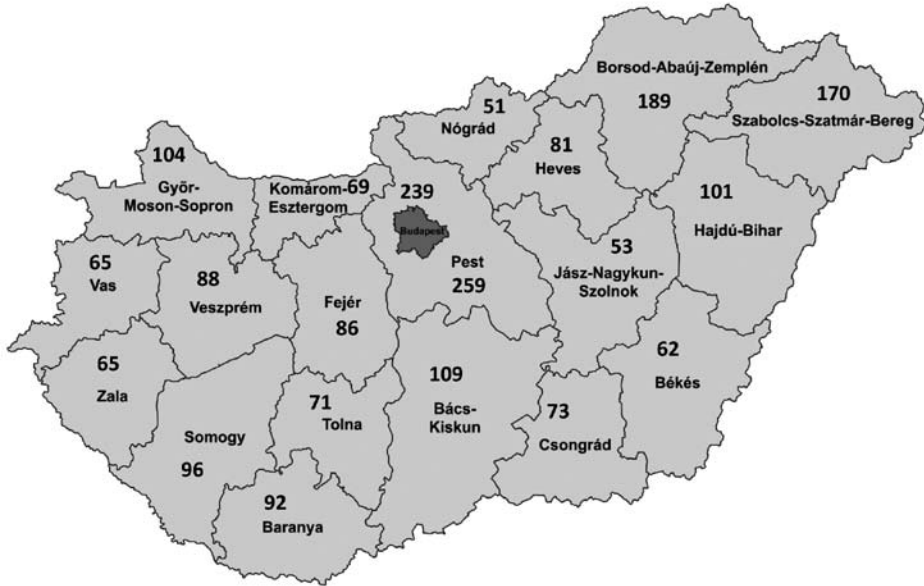 Borsod-Abaúj-Zemplén
189
170
Szabolcs-Szatmár-Bereg
51
Nógrád
81
Heves
104
Győr-
Moson-Sopron
Komárom-69
Esztergom
239
Budapest
101
Hajdú-Bihar
53
Jász-Nagykun-
Szolnok
65
Vas
88
Veszprém
Fejér
86
Pest
259
65
Zala
62
Békés
109
Bács-
Kiskun
73
Csongrád
71
Tolna
Somogy
96
92
Baranya